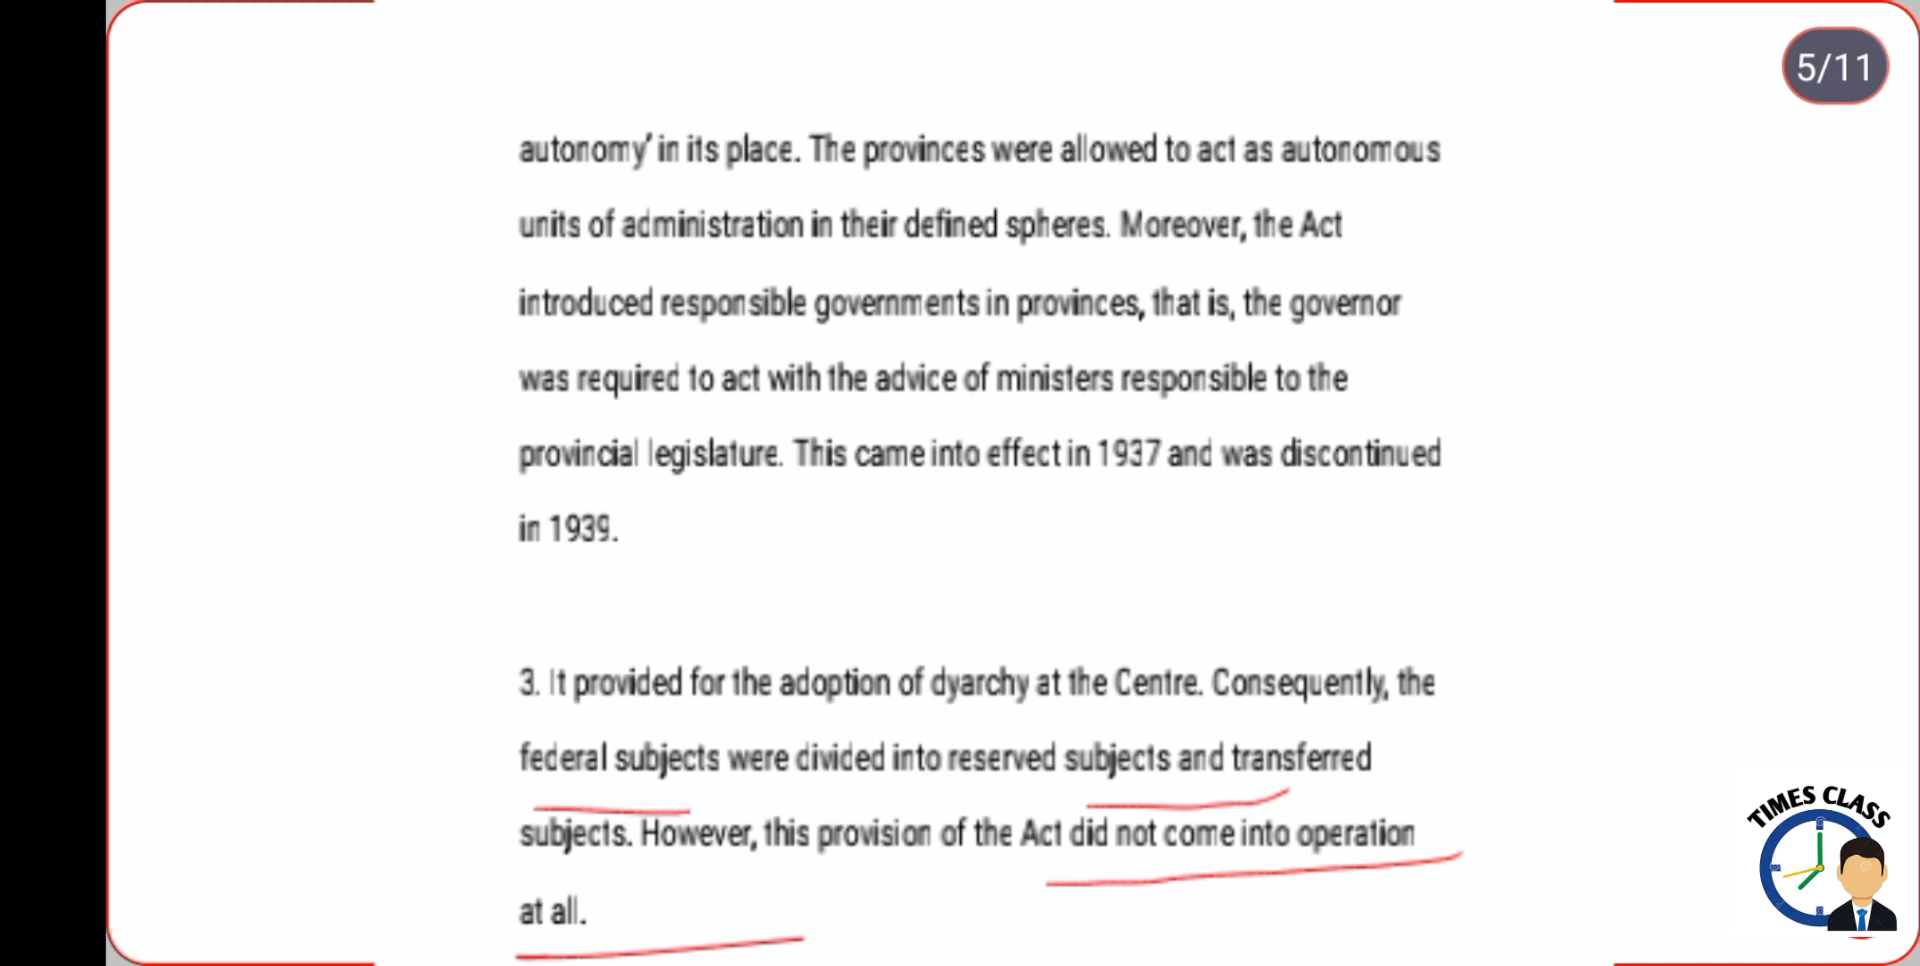 5/11
autonomy' in its place. The provinces were allowed to act as autonomous
units of administration in their defined spheres. Moreover, the Act
introduced responsible governments in provinces, that is, the governor
was required to act with the advice of ministers responsible to the
provincial legislature. This came into effect in 1937 and was discontinued
in 1939.
3. It provided for the adoption of dyarchy at the Centre. Consequently, the
federal subjects were divided into reserved subjects and transferred
subjects. However, this provision of the Act did not come into operation
at all.
TIMES CLASS